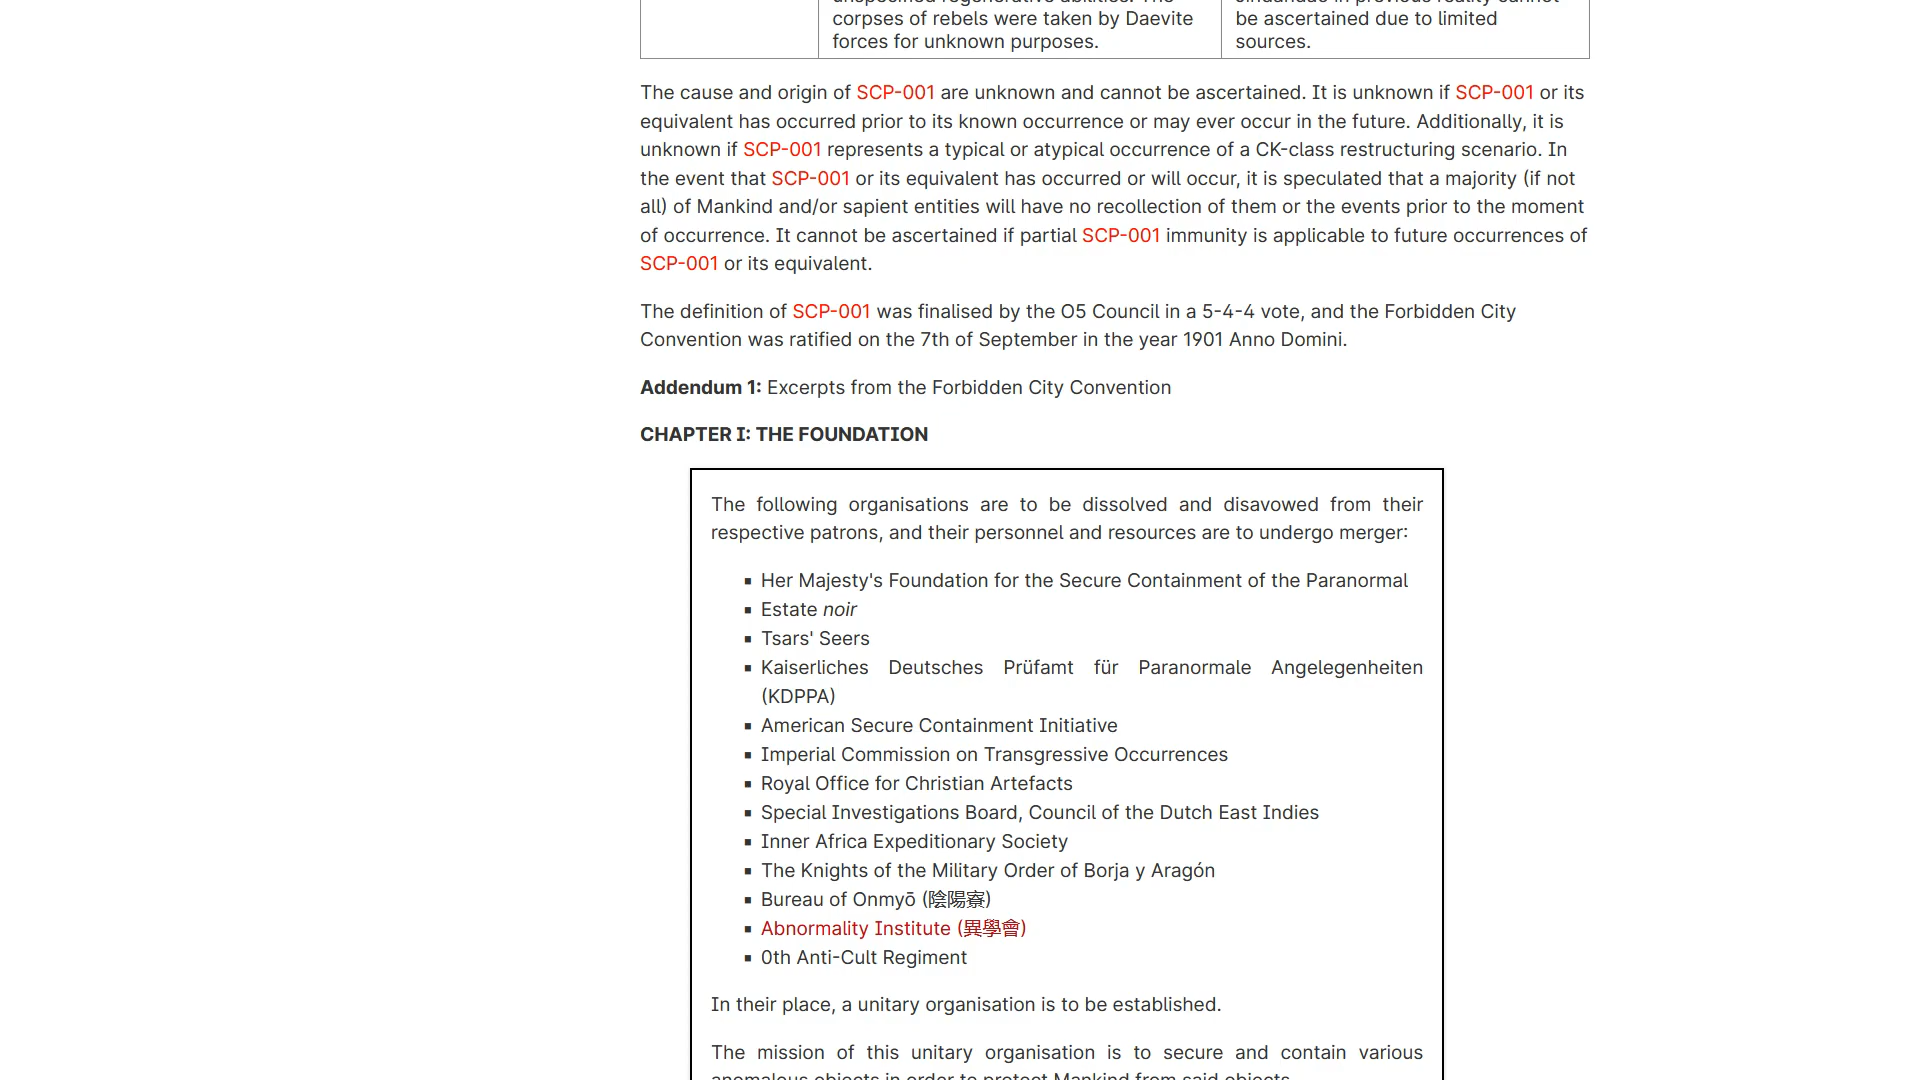 unspecified regenerative abilities. The
corpses of rebels were taken by Daevite
forces for unknown purposes.
be ascertained due to limited
sources.
The cause and origin of SCP-001 are unknown and cannot be ascertained. It is unknown if SCP-001 or its
equivalent has occurred prior to its known occurrence or may ever occur in the future. Additionally, it is
unknown if SCP-001 represents a typical or atypical occurrence of a CK-class restructuring scenario. In
the event that SCP-001 or its equivalent has occurred or will occur, it is speculated that a majority (if not
all) of Mankind and/or sapient entities will have no recollection of them or the events prior to the moment
of occurrence. It cannot be ascertained if partial SCP-001 immunity is applicable to future occurrences of
SCP-001 or its equivalent.
The definition of SCP-001 was finalised by the O5 Council in a 5-4-4 vote, and the Forbidden City
Convention was ratified on the 7th of September in the year 1901 Anno Domini.
Addendum 1: Excerpts from the Forbidden City Convention
CHAPTER I: THE FOUNDATION
The following organisations are to be dissolved and disavowed from their
respective patrons, and their personnel and resources are to undergo merger:
▪ Her Majesty's Foundation for the Secure Containment of the Paranormal
▪ Estate noir
▪ Tsars' Seers
▪ Kaiserliches Deutsches Prüfamt für Paranormale Angelegenheiten
(KDPPA)
▪ American Secure Containment Initiative
▪ Imperial Commission on Transgressive Occurrences
▪ Royal Office for Christian Artefacts
▪ Special Investigations Board, Council of the Dutch East Indies
▪ Inner Africa Expeditionary Society
▪ The Knights of the Military Order of Borja y Aragón
▪ Bureau of Onmyō (陰陽寮)
▪ Abnormality Institute (異學會)
▪ 0th Anti-Cult Regiment
In their place, a unitary organisation is to be established.
The mission of this unitary organisation is to secure and contain various
anomalous objects in order to protect Mankind from said objects.